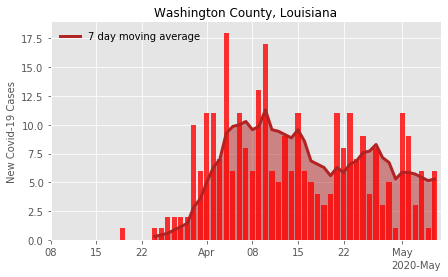 Washington County, Louisiana
7 day moving average
New Covid-19 Cases
17.5
15.0
12.5
10.0
7.5
5.0
2.5
0.0
08 15 22 Apr 08 15 22 May
2020-May